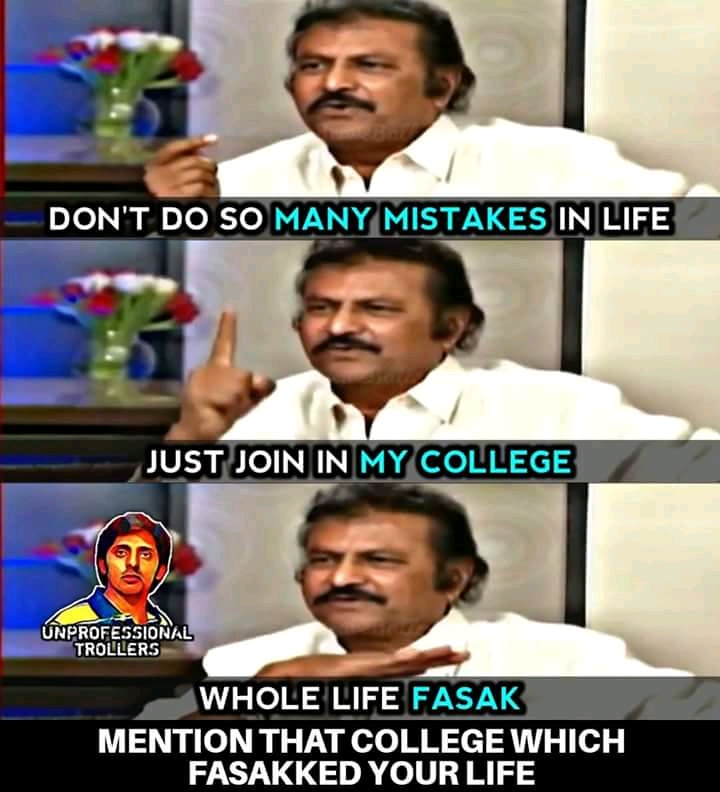 DON'T DO SO MANY MISTAKES IN LIFE
JUST JOIN IN MY COLLEGE
UNPROFESSIONAL
TROLLERS
WHOLE LIFE FASAK
MENTION THAT COLLEGE WHICH
FASAKKED YOUR LIFE